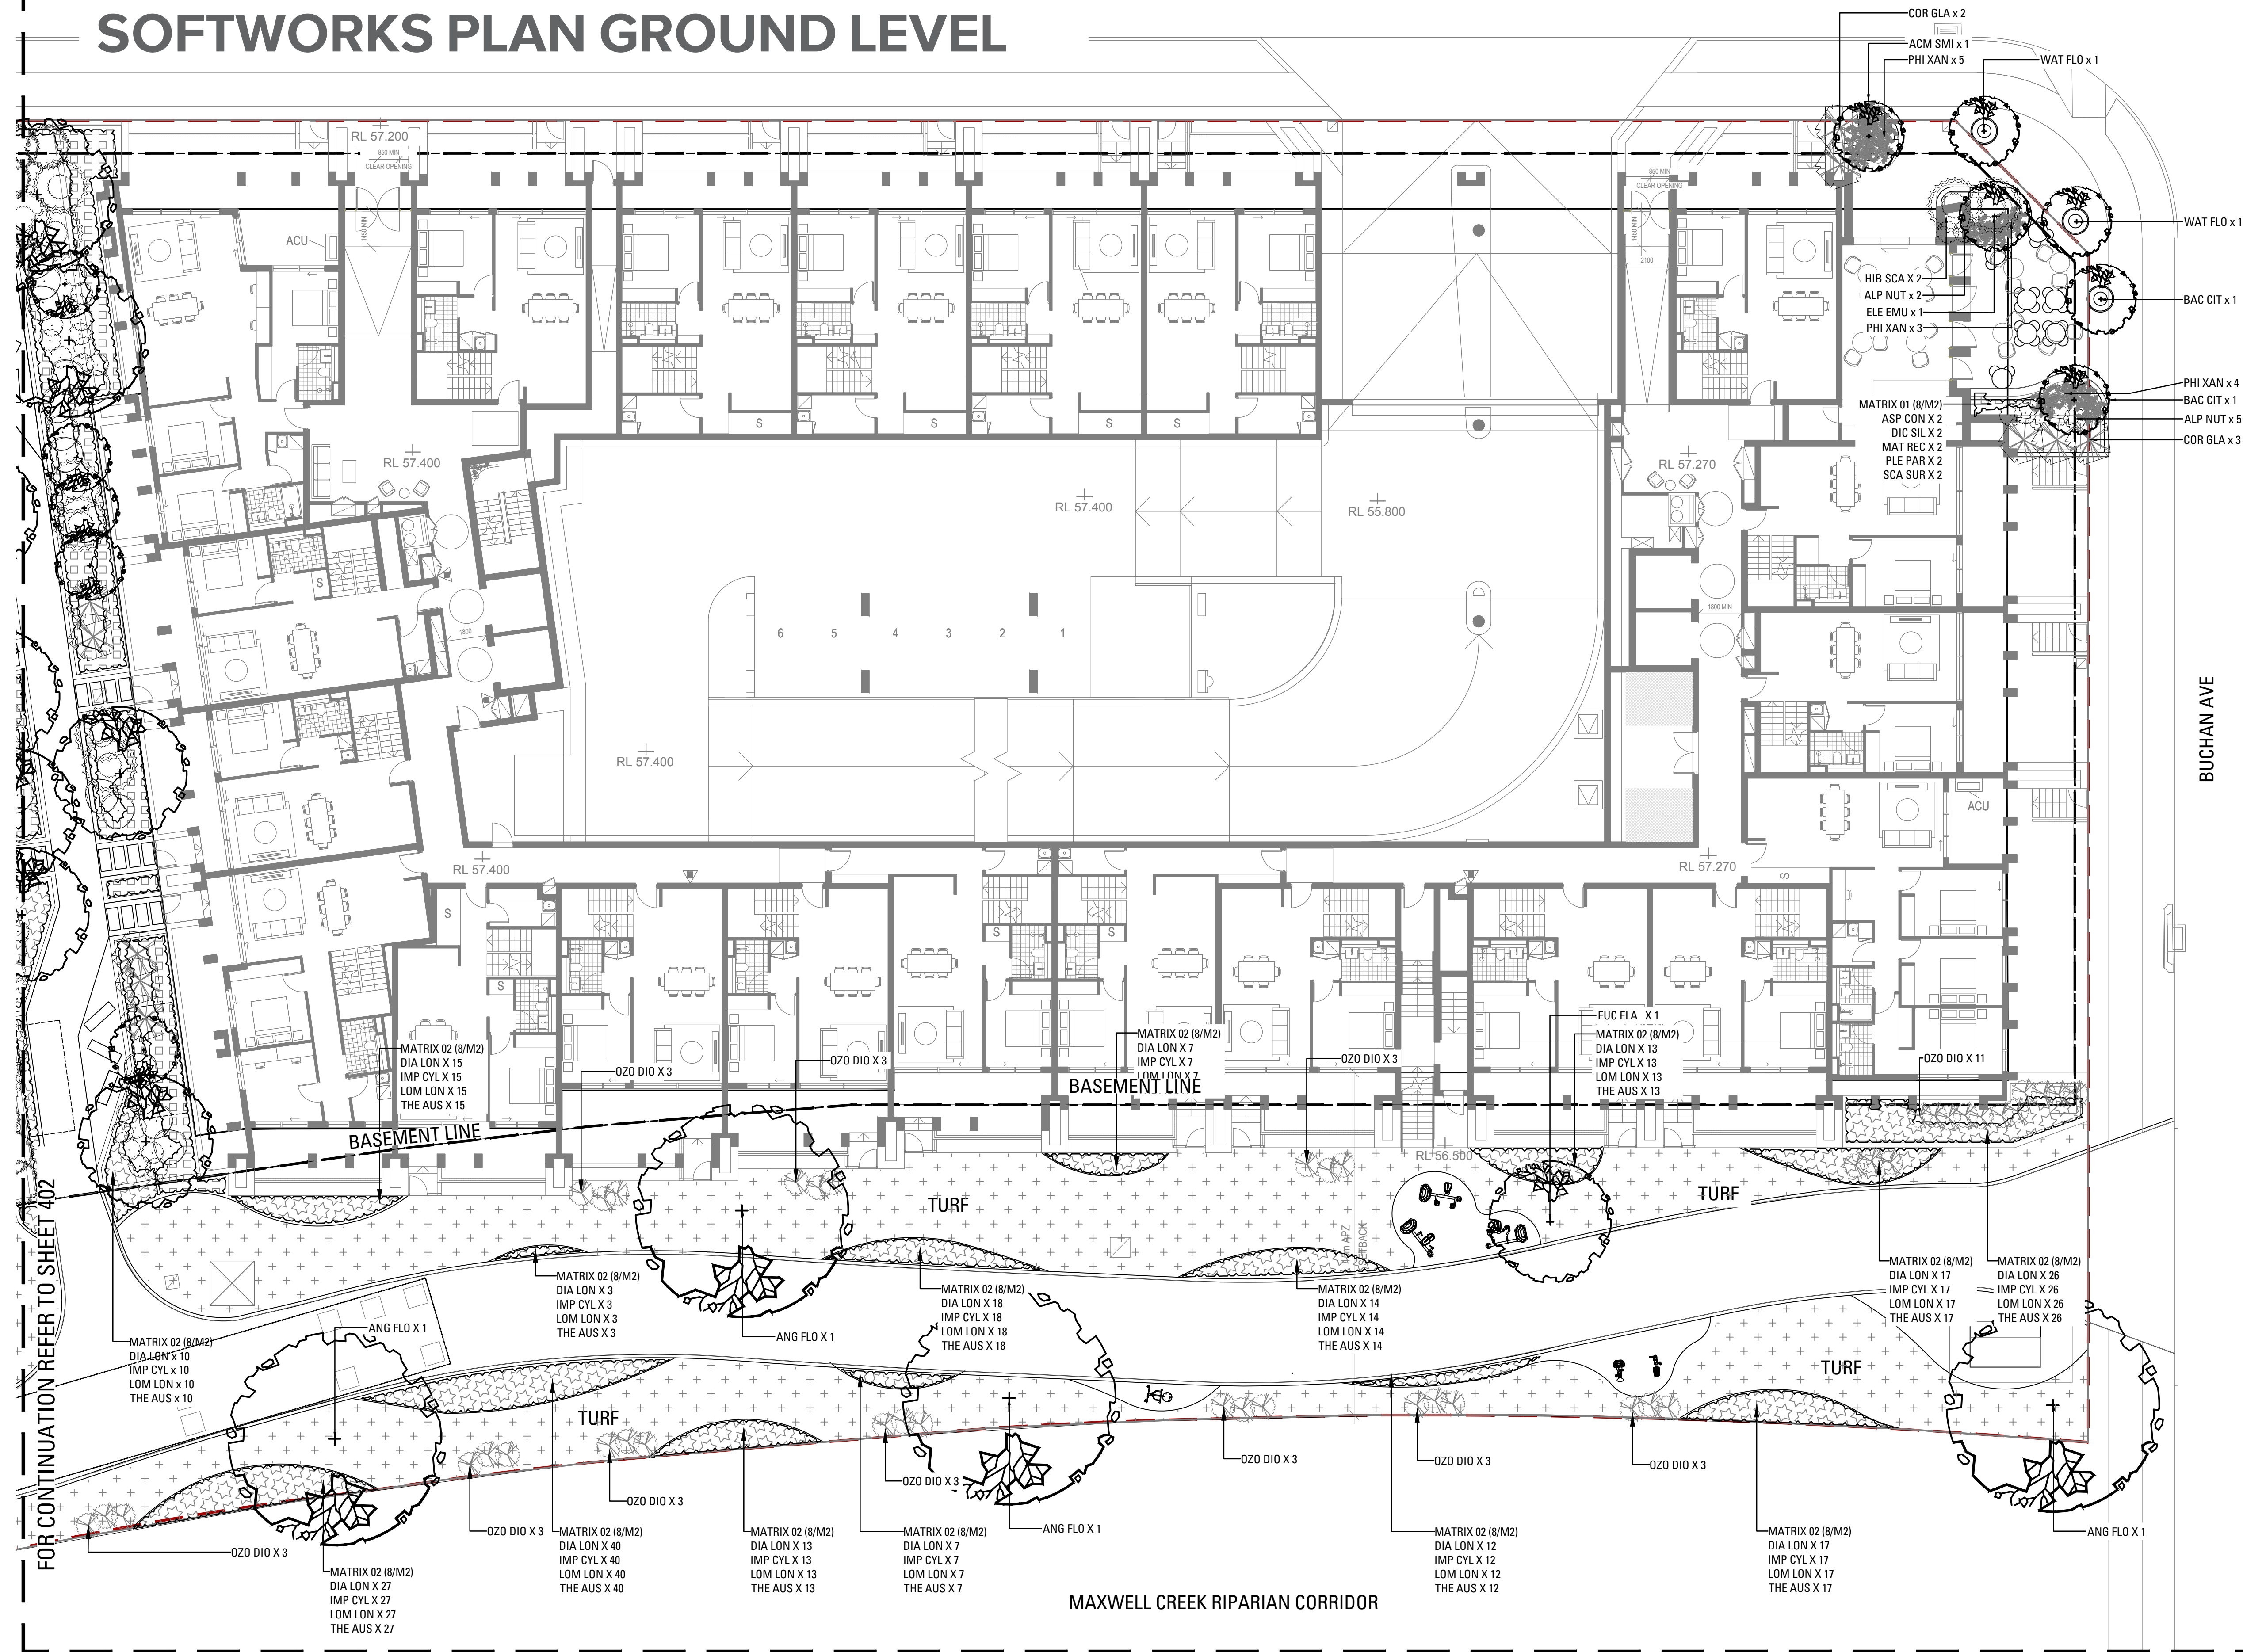 SOFTWORKS PLAN GROUND LEVEL
COR GLA x 2
ACM SMI x 1
PHI XAN x 5
WAT FLO x 1
RL 57.200
850 MIN
CLEAR OPENING
1450 MIN
ACU
850 MIN
CLEAR OPENING
1450 MIN
2100
WAT FLO x 1
HIB SCA X 2
ALP NUT x 2
ELE EMU x 1
PHI XAN x 3
BAC CIT x 1
PHI XAN x 4
BAC CIT x 1
ALP NUT x 5
COR GLA x 3
MATRIX 01 (8/M2)
ASP CON X 2
DIC SIL X 2
MAT REC X 2
PLE PAR X 2
SCA SUR X 2
S
S
S
S
RL 57.400
RL 57.400
RL 55.800
RL 57.270
S
1800
1800 MIN
6
5
4
3
2
1
RL 57.400
BUCHAN AVE
ACU
RL 57.400
RL 57.270
S
S
S
S
S
MATRIX 02 (8/M2)
DIA LON X 15
IMP CYL X 15
LOM LON X 15
THE AUS X 15
OZO DIO X 3
OZO DIO X 3
MATRIX 02 (8/M2)
DIA LON X 7
IMP CYL X 7
LOM LON X 7
OZO DIO X 3
EUC ELA X 1
MATRIX 02 (8/M2)
DIA LON X 13
IMP CYL X 13
LOM LON X 13
THE AUS X 13
OZO DIO X 11
BASEMENT LINE
BASEMENT LINE
RL 56.500
TURF
TURF
APZ
FOR CONTINUATION REFER TO SHEET 402
MATRIX 02 (8/M2)
DIA LON x 10
IMP CYL x 10
LOM LON x 10
THE AUS x 10
ANG FLO X 1
MATRIX 02 (8/M2)
DIA LON X 3
IMP CYL X 3
LOM LON X 3
THE AUS X 3
ANG FLO X 1
MATRIX 02 (8/M2)
DIA LON X 18
IMP CYL X 18
LOM LON X 18
THE AUS X 18
MATRIX 02 (8/M2)
DIA LON X 14
IMP CYL X 14
LOM LON X 14
THE AUS X 14
MATRIX 02 (8/M2)
DIA LON X 17
IMP CYL X 17
LOM LON X 17
THE AUS X 17
MATRIX 02 (8/M2)
DIA LON X 26
IMP CYL X 26
LOM LON X 26
THE AUS X 26
TURF
TURF
OZO DIO X 3
OZO DIO X 3
OZO DIO X 3
OZO DIO X 3
OZO DIO X 3
OZO DIO X 3
OZO DIO X 3
ANG FLO X 1
ANG FLO X 1
MATRIX 02 (8/M2)
DIA LON X 27
IMP CYL X 27
LOM LON X 27
THE AUS X 27
MATRIX 02 (8/M2)
DIA LON X 40
IMP CYL X 40
LOM LON X 40
THE AUS X 40
MATRIX 02 (8/M2)
DIA LON X 13
IMP CYL X 13
LOM LON X 13
THE AUS X 13
MATRIX 02 (8/M2)
DIA LON X 7
IMP CYL X 7
LOM LON X 7
THE AUS X 7
MATRIX 02 (8/M2)
DIA LON X 12
IMP CYL X 12
LOM LON X 12
THE AUS X 12
MATRIX 02 (8/M2)
DIA LON X 17
IMP CYL X 17
LOM LON X 17
THE AUS X 17
MAXWELL CREEK RIPARIAN CORRIDOR